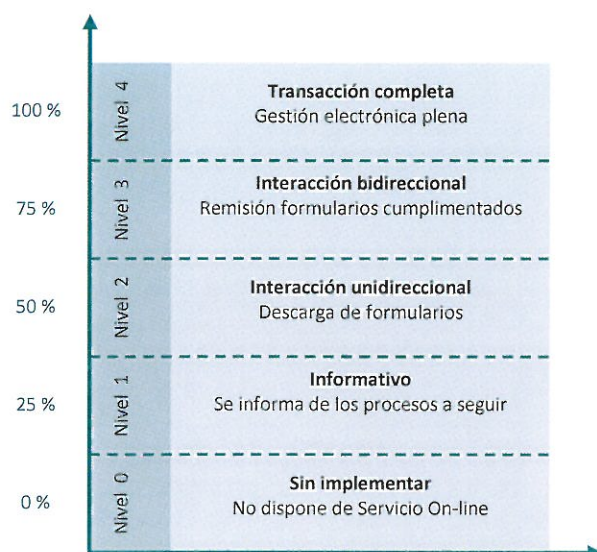 100 %
Nivel 4
Transacción completa
Gestión electrónica plena
75 %
Nivel 3
Interacción bidireccional
Remisión formularios cumplimentados
50 %
Nivel 2
Interacción unidireccional
Descarga de formularios
25 %
Nivel 1
Informativo
Se informa de los procesos a seguir
0 %
Nivel 0
Sin implementar
No dispone de Servicio On-line